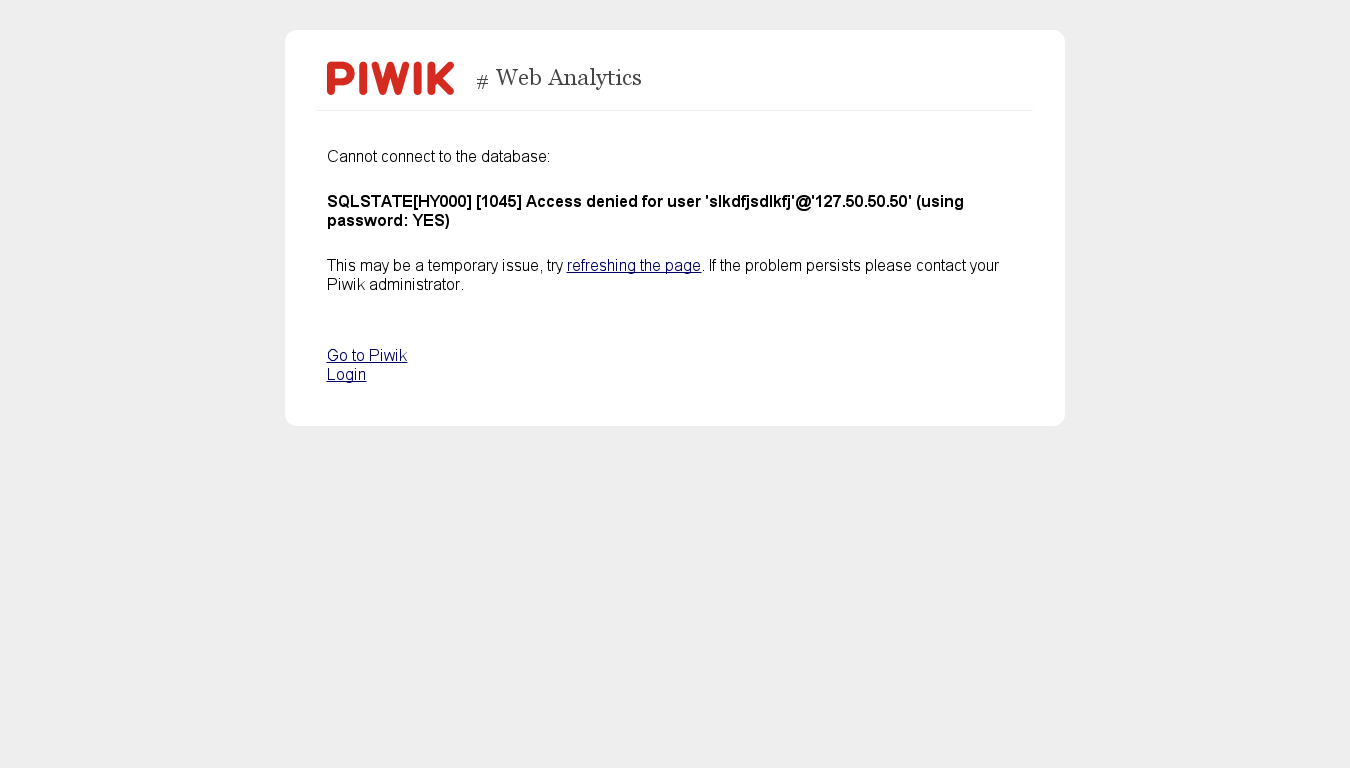 PIWIK # Web Analytics
Cannot connect to the database:
SQLSTATE[HY000] [1045] Access denied for user 'slkdfjsdlkfj'@'127.50.50.50' (using
password: YES)
This may be a temporary issue, try refreshing the page. If the problem persists please contact your
Piwik administrator.
Go to Piwik
Login